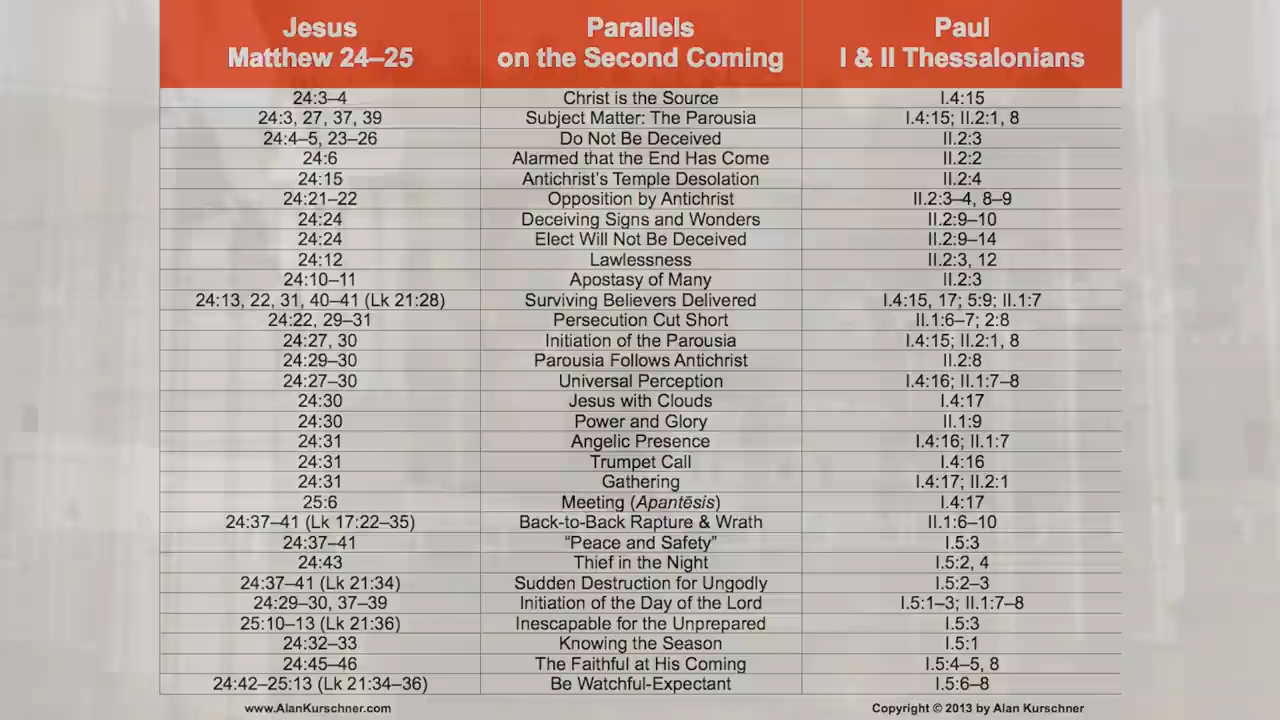 Jesus Parallels Paul
Matthew 24–25 on the Second Coming I & II Thessalonians
24:3–4 Christ is the Source I.4:15
24:3, 27, 37, 39 Subject Matter: The Parousia I.4:15; II.2:1, 8
24:4–5, 23–26 Do Not Be Deceived II.2:3
24:6 Alarmed that the End Has Come II.2:2
24:15 Antichrist's Temple Desolation II.2:4
24:21–22 Opposition by Antichrist II.2:3–4, 8–9
24:24 Deceiving Signs and Wonders II.2:9–10
24:24 Elect Will Not Be Deceived II.2:9–14
24:12 Lawlessness II.2:3, 12
24:10–11 Apostasy of Many II.2:3
24:13, 22, 31, 40–41 (Lk 21:28) Surviving Believers Delivered I.4:15, 17; 5:9; II.1:7
24:22, 29–31 Persecution Cut Short II.1:6–7; 2:8
24:27, 30 Initiation of the Parousia I.4:15; II.2:1, 8
24:29–30 Parousia Follows Antichrist II.2:8
24:27–30 Universal Perception I.4:16; II.1:7–8
24:30 Jesus with Clouds I.4:17
24:30 Power and Glory II.1:9
24:31 Angelic Presence I.4:16; II.1:7
24:31 Trumpet Call I.4:16
24:31 Gathering I.4:17; II.2:1
25:6 Meeting (Apantēsis) I.4:17
24:37–41 (Lk 17:22–35) Back-to-Back Rapture & Wrath II.1:6–10
24:37–41 “Peace and Safety” I.5:3
24:43 Thief in the Night I.5:2, 4
24:37–41 (Lk 21:34) Sudden Destruction for Ungodly I.5:2–3
24:29–30, 37–39 Initiation of the Day of the Lord I.5:1–3; II.1:7–8
25:10–13 (Lk 21:36) Inescapable for the Unprepared I.5:3
24:32–33 Knowing the Season I.5:1
24:45–46 The Faithful at His Coming I.5:4–5, 8
24:42–25:13 (Lk 21:34–36) Be Watchful-Expectant I.5:6–8
www.AlanKurschner.com Copyright © 2013 by Alan Kurschner